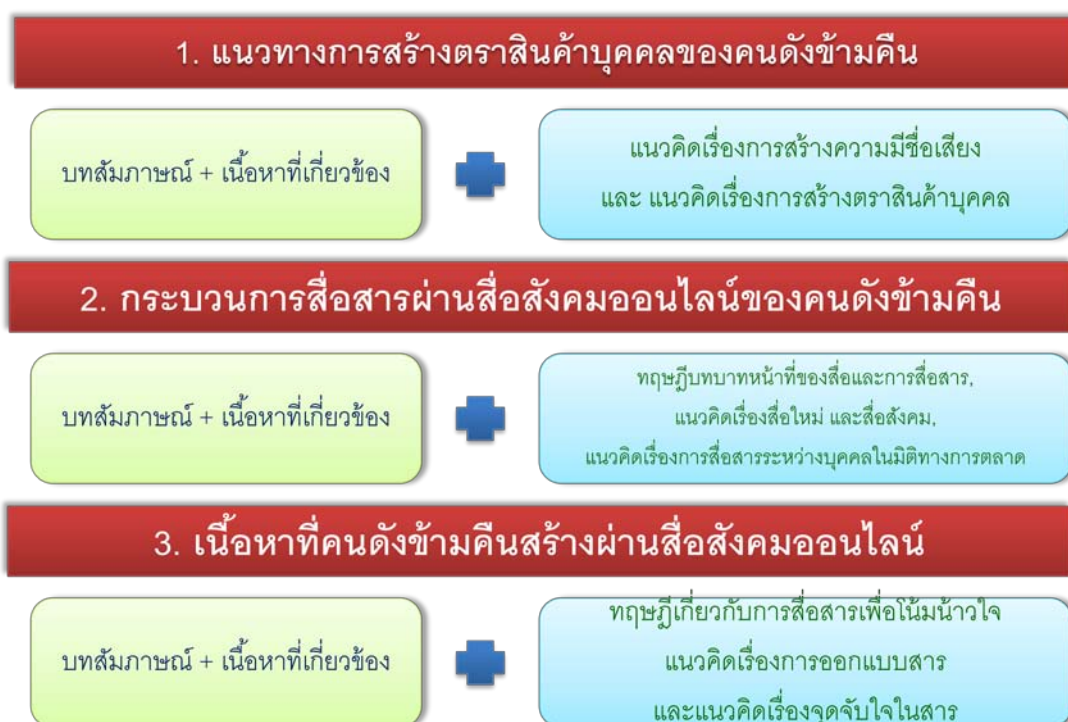 1. แนวทางการสร้างตราสินค้าบุคคลของคนดังข้ามคืน
บทสัมภาษณ์ + เนื้อหาที่เกี่ยวข้อง
แนวคิดเรื่องการสร้างความมีชื่อเสียง
และ แนวคิดเรื่องการสร้างตราสินค้าบุคคล
2. กระบวนการสื่อสารผ่านสื่อสังคมออนไลน์ของคนดังข้ามคืน
บทสัมภาษณ์ + เนื้อหาที่เกี่ยวข้อง
ทฤษฎีบทบาทหน้าที่ของสื่อและการสื่อสาร,
แนวคิดเรื่องสื่อใหม่ และสื่อสังคม,
แนวคิดเรื่องการสื่อสารระหว่างบุคคลในมิติทางการตลาด
3. เนื้อหาที่คนดังข้ามคืนสร้างผ่านสื่อสังคมออนไลน์
บทสัมภาษณ์ + เนื้อหาที่เกี่ยวข้อง
ทฤษฎีเกี่ยวกับการสื่อสารเพื่อโน้มน้าวใจ
แนวคิดเรื่องการออกแบบสาร
และแนวคิดเรื่องจุดจับใจในสาร